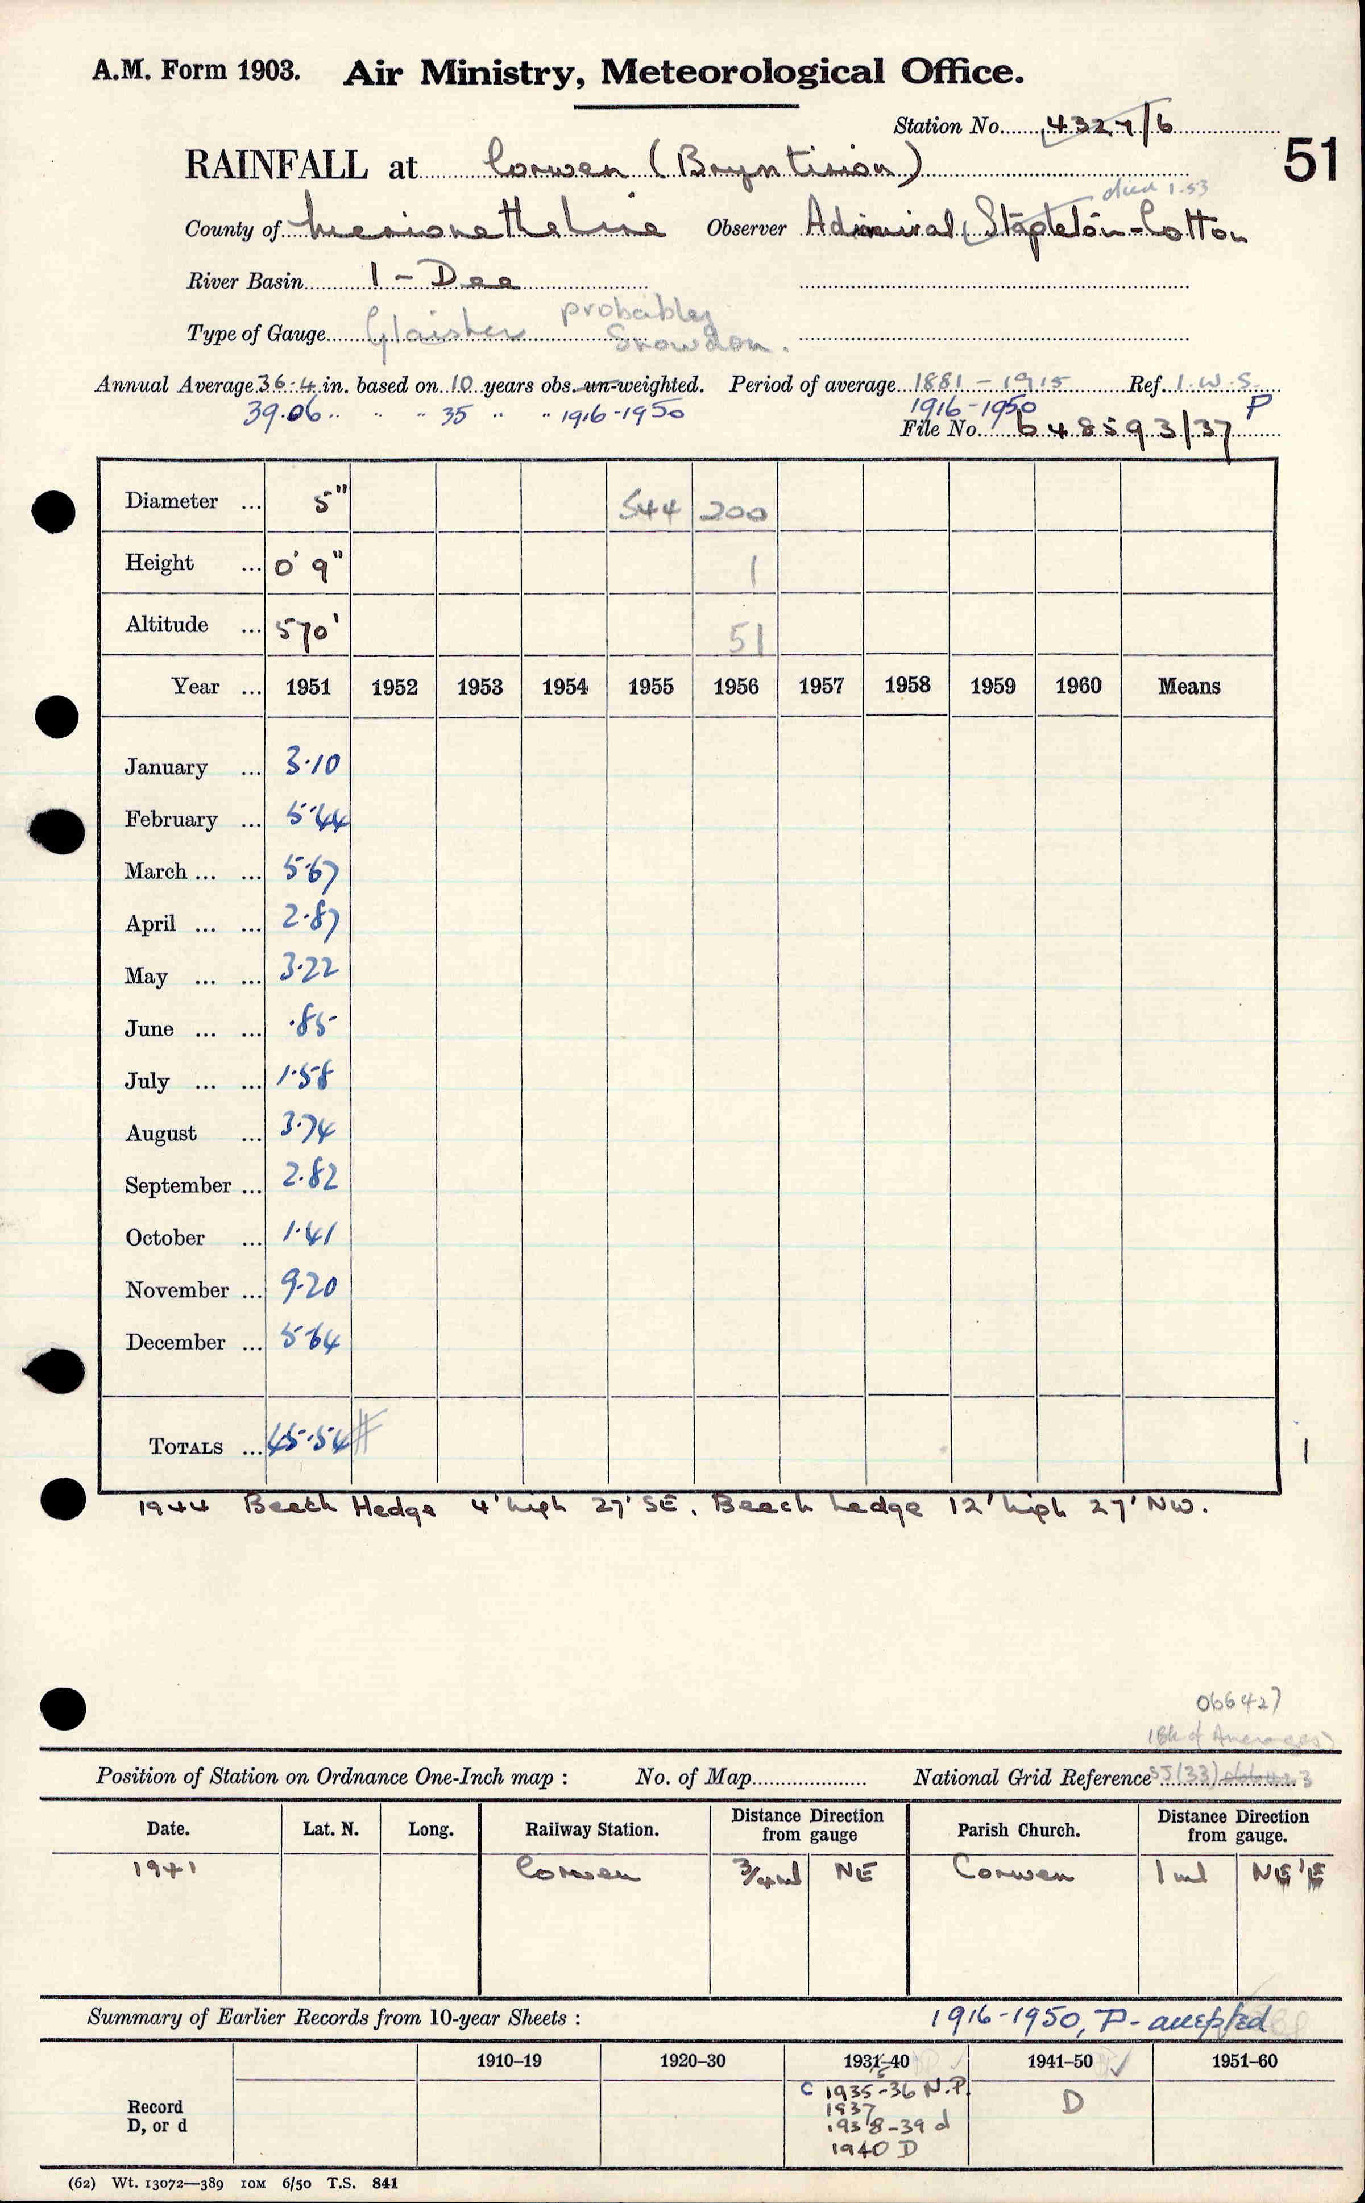 A.M. Form 1903. Air Ministry, Meteorological Office.
Station No. 4327/6
51
RAINFALL at Corwen (Bryntirion)
died 1.53
County of Merionethshire Observer Admiral Stapleton-Cotton
River Basin 1 - Dee
Type of Gauge Glaisher probably Snowdon.
Annual Average 36.4 in. based on 10 years obs. un-weighted. Period of average 1881 - 1915 Ref. I.W.S.
39.06 " " " 35 " " 1916-1950 1916-1950 P
File No. 648593/37
Diameter ... 5" 544 200
Height ... 0' 9" 1
Altitude ... 570' 51
Year ... 1951 1952 1953 1954 1955 1956 1957 1958 1959 1960 Means
January ... 3.10
February ... 5.44
March ... ... 5.67
April ... ... 2.87
May ... ... 3.22
June ... ... .85
July ... ... 1.58
August ... 3.74
September ... 2.82
October ... 1.41
November ... 9.20
December ... 5.64
TOTALS ... 45.54 #
1
1944 Beech Hedge 4' high 27' SE, Beech hedge 12' high 27' NW.
066427
(Bk of Averages)
Position of Station on Ordnance One-Inch map : No. of Map National Grid Reference SJ(33)
Date. Lat. N. Long. Railway Station. Distance Direction from gauge Parish Church. Distance Direction from gauge.
1941 Corwen 3/4 ml NE Corwen 1 ml NE'E
Summary of Earlier Records from 10-year Sheets : 1916-1950, P - accepted
1910-19 1920-30 1931-40 1941-50 1951-60
Record D, or d
C 1935-36 N.P. D
1937
1938-39 d
1940 D
(62) Wt. 13072—389 10M 6/50 T.S. 841